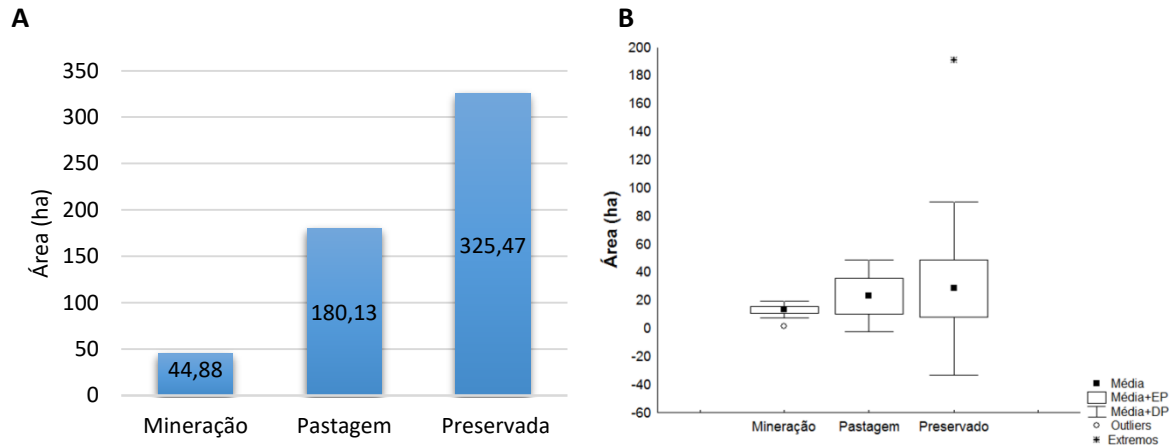 A
Área (ha)
350
300
250
200
150
100
50
0
44,88
180,13
325,47
Mineração
Pastagem
Preservada
B
Área (ha)
200
180
160
140
120
100
80
60
40
20
0
-20
-40
-60
Mineração
Pastagem
Preservado
Média
Média+EP
Média+DP
Outliers
Extremos